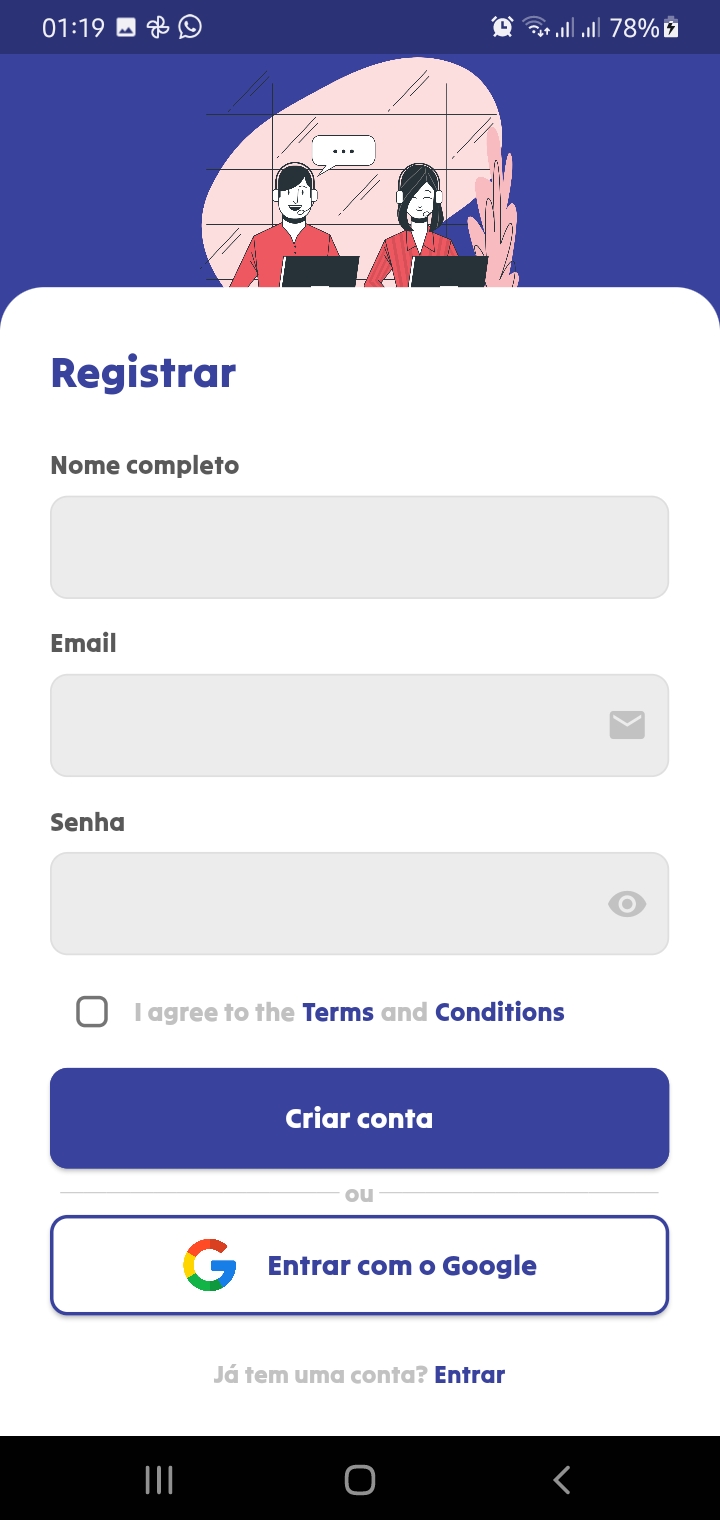 01:19 78%
Registrar
Nome completo
Email
Senha
I agree to the Terms and Conditions
Criar conta
ou
Entrar com o Google
Já tem uma conta? Entrar